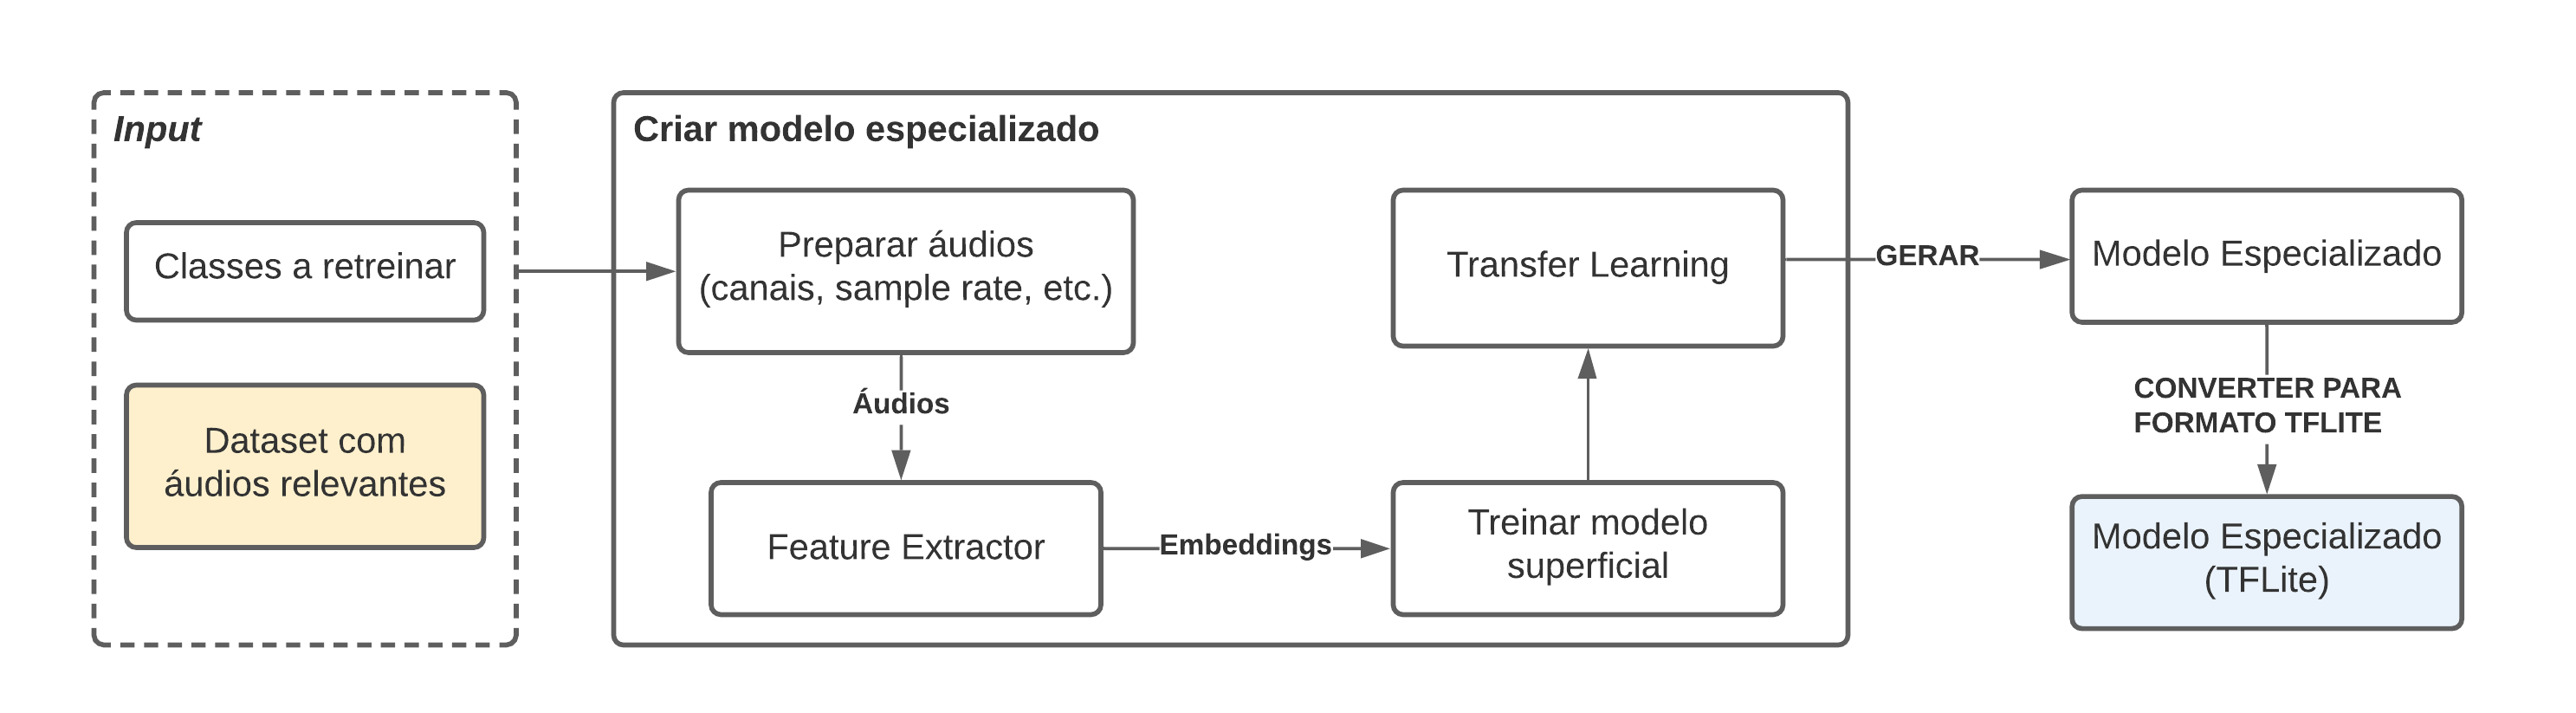 Input
Classes a retreinar
Dataset com
áudios relevantes
Criar modelo especializado
Preparar áudios
(canais, sample rate, etc.)
Áudios
Feature Extractor
Embeddings
Treinar modelo
superficial
Transfer Learning
GERAR
Modelo Especializado
CONVERTER PARA
FORMATO TFLITE
Modelo Especializado
(TFLite)